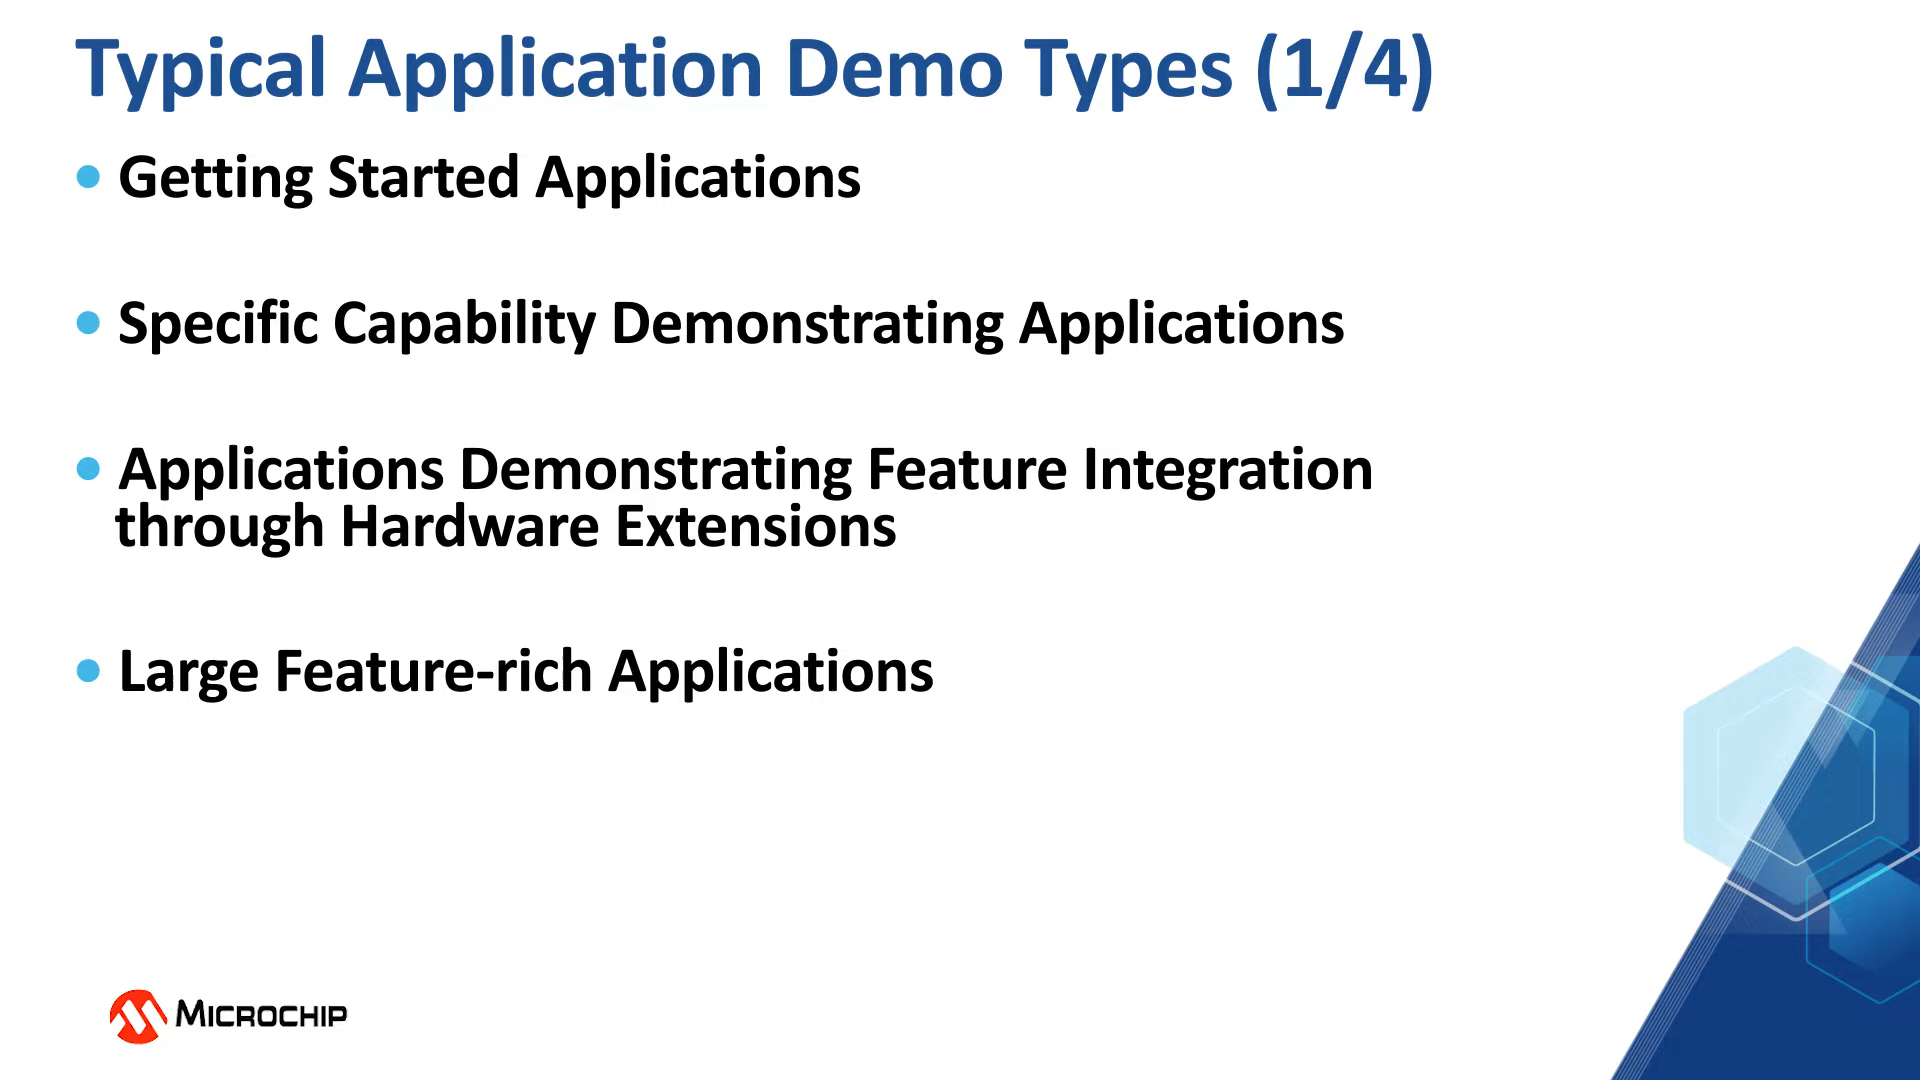 Typical Application Demo Types (1/4)
• Getting Started Applications
• Specific Capability Demonstrating Applications
• Applications Demonstrating Feature Integration
through Hardware Extensions
• Large Feature-rich Applications
MICROCHIP